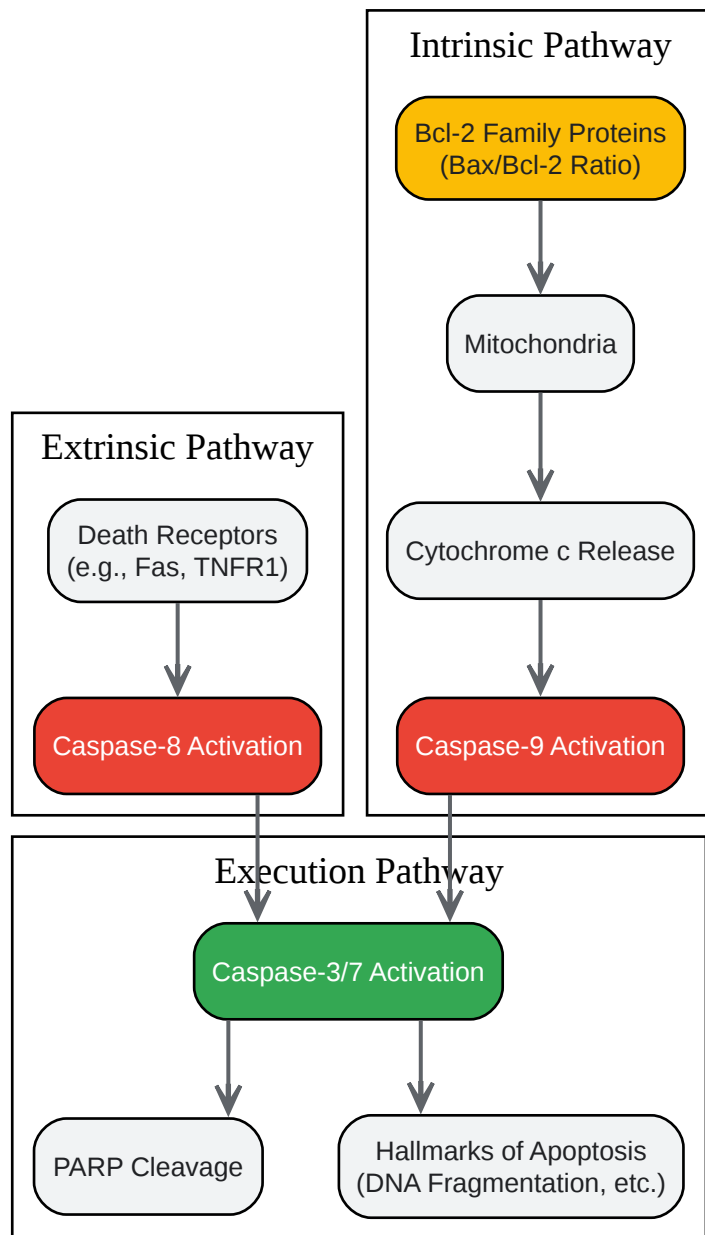 Intrinsic Pathway
Bcl-2 Family Proteins
(Bax/Bcl-2 Ratio)
Mitochondria
Cytochrome c Release
Caspase-9 Activation
Extrinsic Pathway
Death Receptors
(e.g., Fas, TNFR1)
Caspase-8 Activation
Execution Pathway
Caspase-3/7 Activation
PARP Cleavage
Hallmarks of Apoptosis
(DNA Fragmentation, etc.)